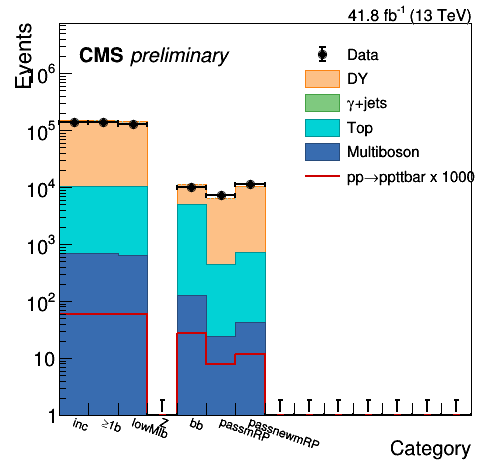 41.8 fb⁻¹ (13 TeV)
Events
CMS preliminary
Data
DY
γ+jets
Top
Multiboson
pp→ppttbar x 1000
10⁶
10⁵
10⁴
10³
10²
10
1
inc
≥1b
lowMib
Z
bb
passmRP
passnewmRP
Category